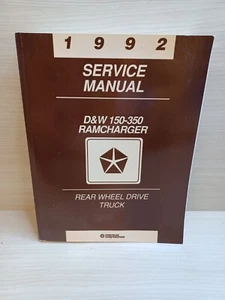 1992
SERVICE
MANUAL
D&W 150-350
RAMCHARGER
REAR WHEEL DRIVE
TRUCK